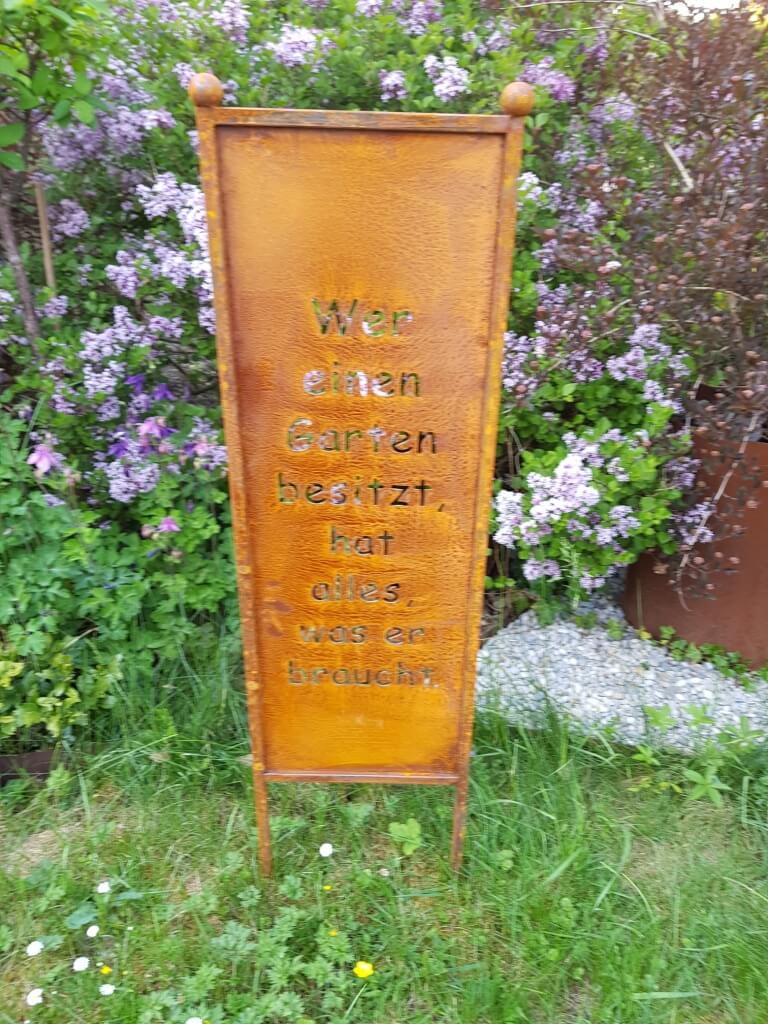 Wer
einen
Garten
besitzt,
hat
alles,
was er
braucht.